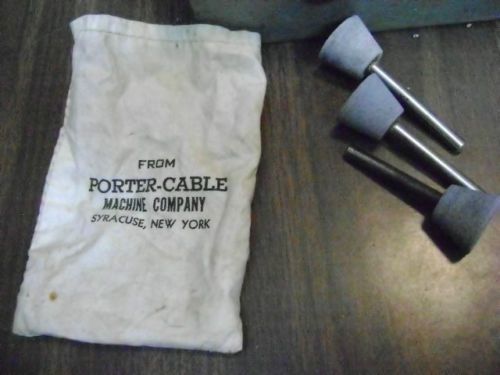 FROM
PORTER-CABLE
MACHINE COMPANY
SYRACUSE, NEW YORK